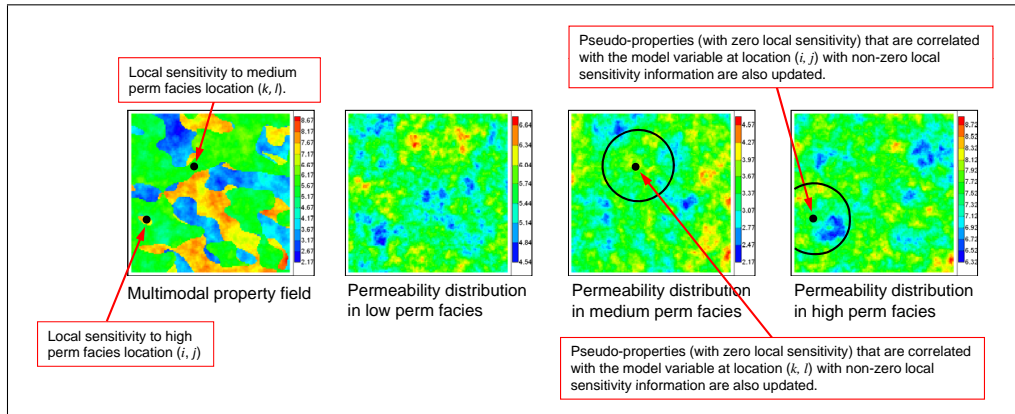 Pseudo-properties (with zero local sensitivity) that are correlated
with the model variable at location (i, j) with non-zero local
sensitivity information are also updated.
Local sensitivity to medium
perm facies location (k, l).
8.67
8.17
7.67
7.17
6.67
6.17
5.67
5.17
4.67
4.17
3.67
3.17
2.67
2.17
6.64
6.34
6.04
5.74
5.44
5.14
4.84
4.54
4.57
4.27
3.97
3.67
3.37
3.07
2.77
2.47
2.17
8.72
8.52
8.32
8.12
7.92
7.72
7.52
7.32
7.12
6.92
6.72
6.52
6.32
Multimodal property field
Permeability distribution
in low perm facies
Permeability distribution
in medium perm facies
Permeability distribution
in high perm facies
Local sensitivity to high
perm facies location (i, j)
Pseudo-properties (with zero local sensitivity) that are correlated
with the model variable at location (k, l) with non-zero local
sensitivity information are also updated.